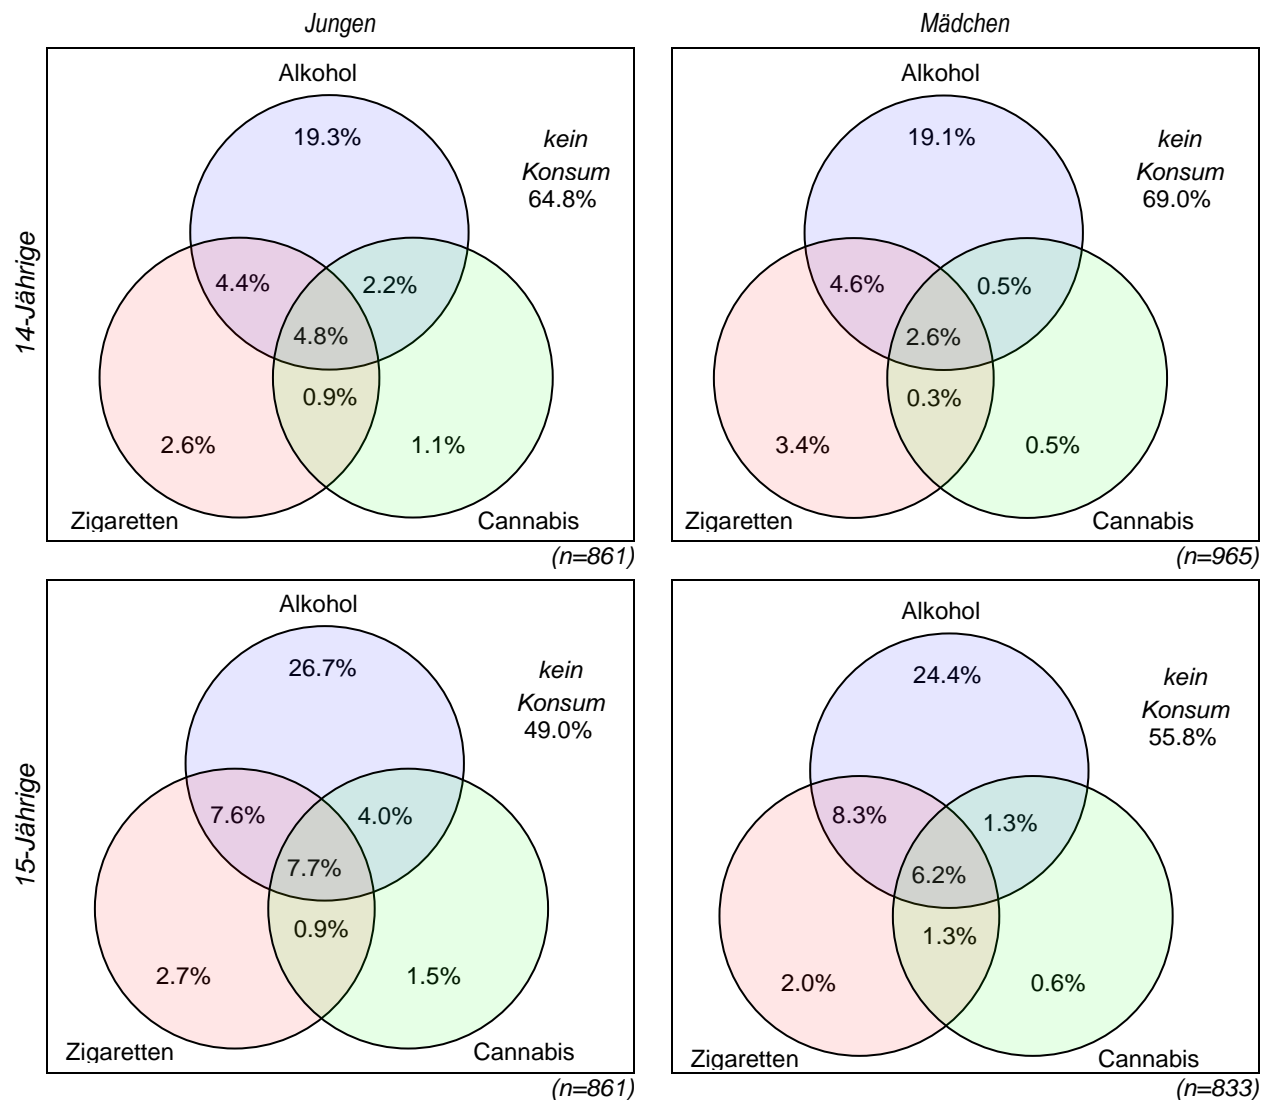 Jungen
Mädchen
14-Jährige
Alkohol
19.3%
kein
Konsum
64.8%
4.4%
2.2%
4.8%
0.9%
2.6%
1.1%
Zigaretten
Cannabis
(n=861)
Alkohol
19.1%
kein
Konsum
69.0%
4.6%
0.5%
2.6%
0.3%
3.4%
0.5%
Zigaretten
Cannabis
(n=965)
15-Jährige
Alkohol
26.7%
kein
Konsum
49.0%
7.6%
4.0%
7.7%
0.9%
2.7%
1.5%
Zigaretten
Cannabis
(n=861)
Alkohol
24.4%
kein
Konsum
55.8%
8.3%
1.3%
6.2%
1.3%
2.0%
0.6%
Zigaretten
Cannabis
(n=833)